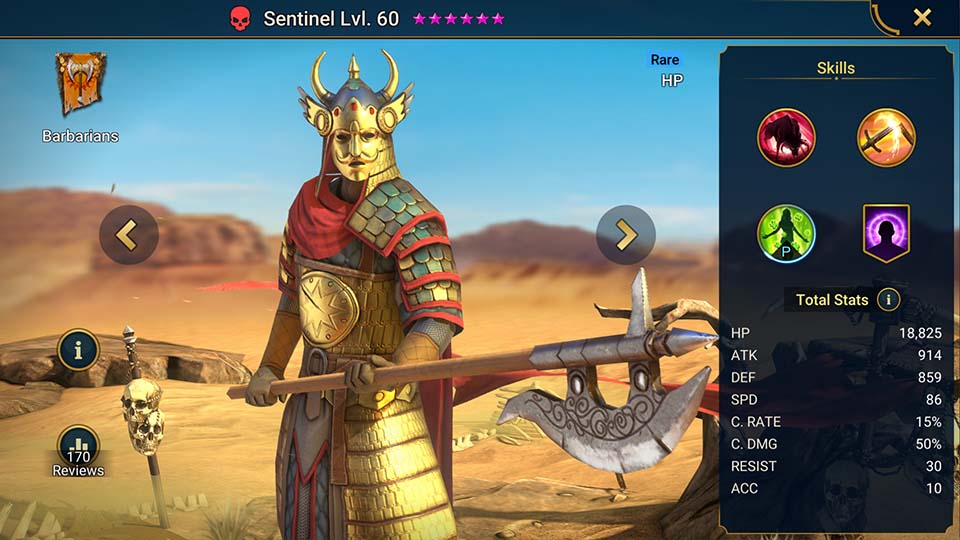 Sentinel Lvl. 60
Barbarians
Rare
HP
170
Reviews
Skills
P
Total Stats
HP 18,825
ATK 914
DEF 859
SPD 86
C. RATE 15%
C. DMG 50%
RESIST 30
ACC 10